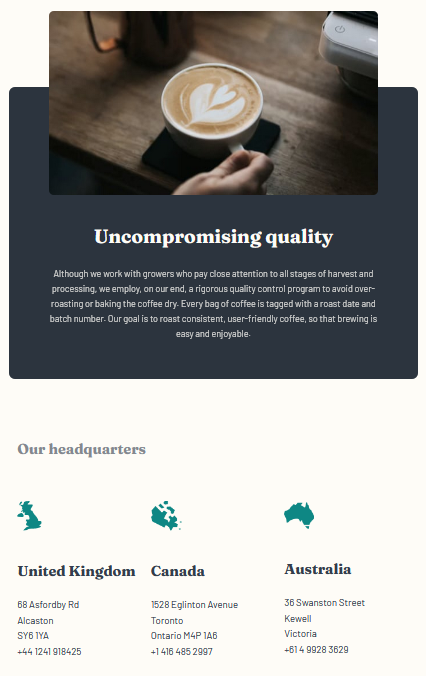 Uncompromising quality
Although we work with growers who pay close attention to all stages of harvest and
processing, we employ, on our end, a rigorous quality control program to avoid over-
roasting or baking the coffee dry. Every bag of coffee is tagged with a roast date and
batch number. Our goal is to roast consistent, user-friendly coffee, so that brewing is
easy and enjoyable.
Our headquarters
United Kingdom
68 Asfordby Rd
Alcaston
SY6 1YA
+44 1241 918425
Canada
1528 Eglinton Avenue
Toronto
Ontario M4P 1A6
+1 416 485 2997
Australia
36 Swanston Street
Kewell
Victoria
+61 4 9928 3629